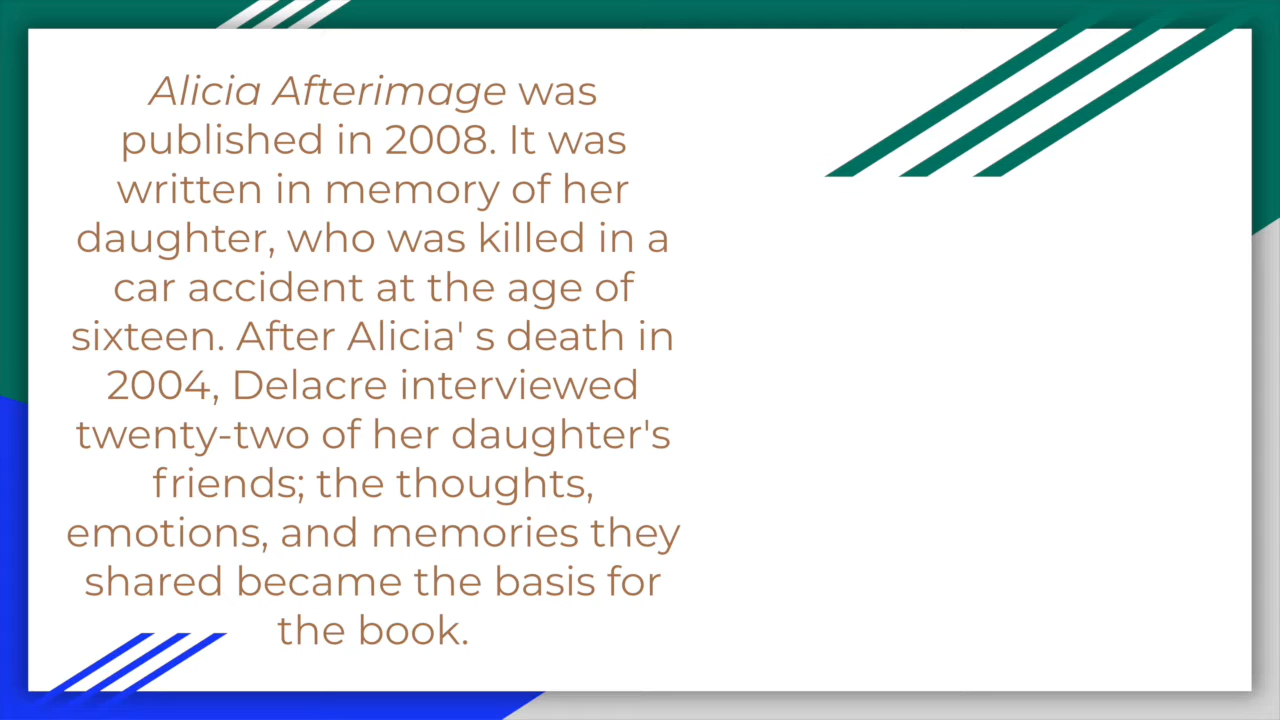 Alicia Afterimage was
published in 2008. It was
written in memory of her
daughter, who was killed in a
car accident at the age of
sixteen. After Alicia' s death in
2004, Delacre interviewed
twenty-two of her daughter's
friends; the thoughts,
emotions, and memories they
shared became the basis for
the book.